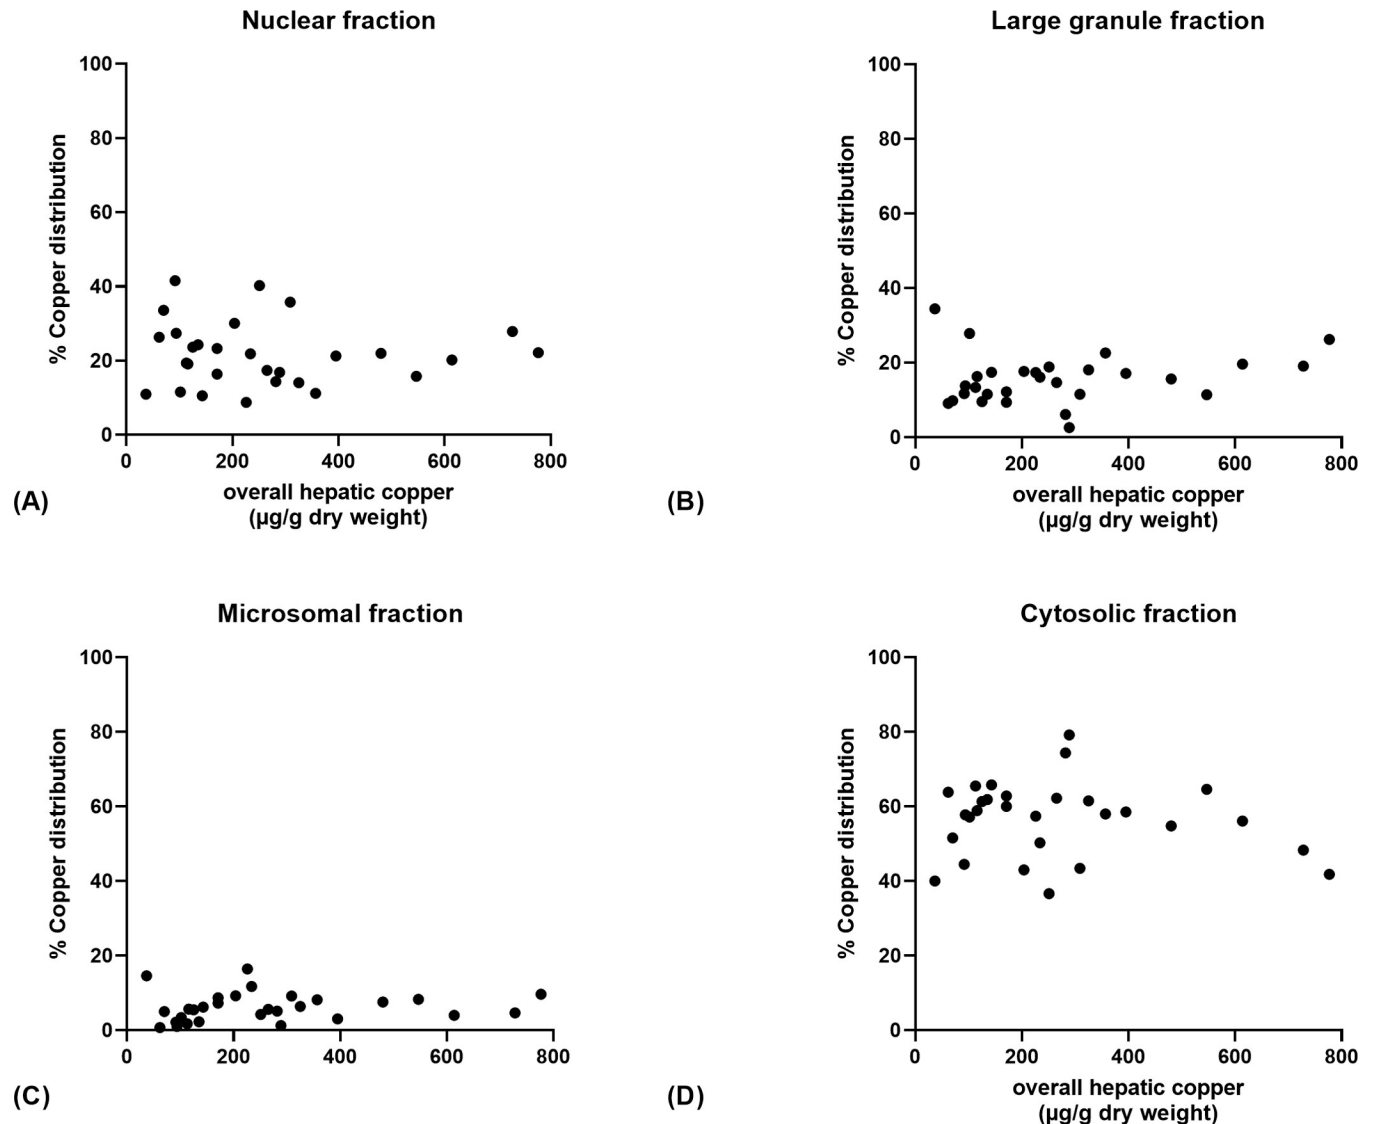 Nuclear fraction
100
80
60
40
20
0
% Copper distribution
0 200 400 600 800
overall hepatic copper
(µg/g dry weight)
(A)
Large granule fraction
100
80
60
40
20
0
% Copper distribution
0 200 400 600 800
overall hepatic copper
(µg/g dry weight)
(B)
Microsomal fraction
100
80
60
40
20
0
% Copper distribution
0 200 400 600 800
(C)
Cytosolic fraction
100
80
60
40
20
0
% Copper distribution
0 200 400 600 800
overall hepatic copper
(µg/g dry weight)
(D)